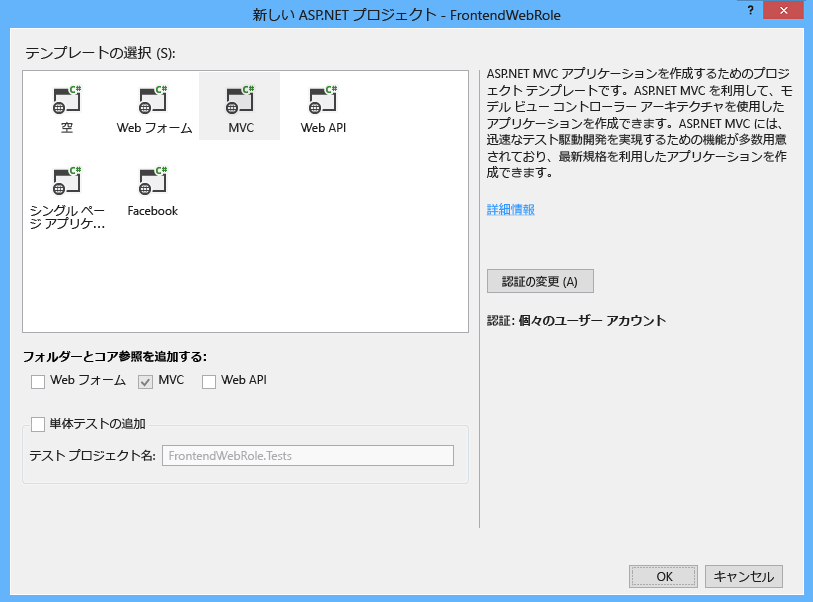 新しい ASP.NET プロジェクト - FrontendWebRole
?
テンプレートの選択 (S):
C#
C#
C#
C#
空
Web フォーム
MVC
Web API
C#
C#
シングル ペー
ジ アプリケ...
Facebook
フォルダーとコア参照を追加する:
Web フォーム
MVC
Web API
単体テストの追加
テスト プロジェクト名:
FrontendWebRole.Tests
ASP.NET MVC アプリケーションを作成するためのプロジ
ェクト テンプレートです。ASP.NET MVC を利用して、モ
デル ビュー コントローラー アーキテクチャを使用した
アプリケーションを作成できます。ASP.NET MVC には、
迅速なテスト駆動開発を実現するための機能が多数用意
されており、最新規格を利用したアプリケーションを作
成できます。
詳細情報
認証の変更 (A)
認証: 個々のユーザー アカウント
OK
キャンセル